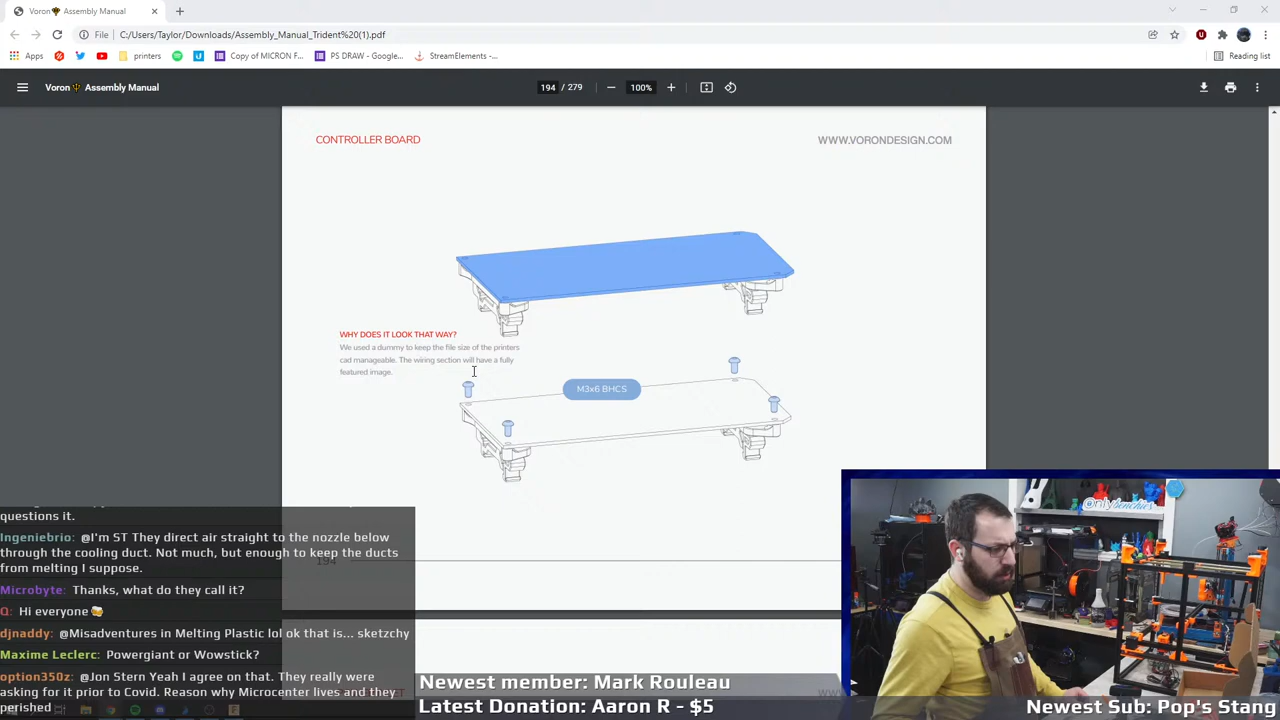 Voron Assembly Manual
File
C:/Users/Taylor/Downloads/Assembly_Manual_Trident%20(1).pdf
Apps
printers
Copy of MICRON F...
PS DRAW - Google...
StreamElements -...
Reading list
Voron Assembly Manual
194 / 279
100%
CONTROLLER BOARD
WWW.VORONDESIGN.COM
WHY DOES IT LOOK THAT WAY?
We used a dummy to keep the file size of the printers
cad manageable. The wiring section will have a fully
featured image.
M3x6 BHCS
194
questions it.
Ingeniebrio: @I'm ST They direct air straight to the nozzle below
through the cooling duct. Not much, but enough to keep the ducts
from melting I suppose.
Microbyte: Thanks, what do they call it?
Q: Hi everyone
djnaddy: @Misadventures in Melting Plastic lol ok that is... sketzchy
Maxime Leclerc: Powergiant or Wowstick?
option350z: @Jon Stern Yeah I agree on that. They really were
asking for it prior to Covid. Reason why Microcenter lives and they
perished
@onlybenchies
Newest member: Mark Rouleau
Latest Donation: Aaron R - $5
Newest Sub: Pop's Stang